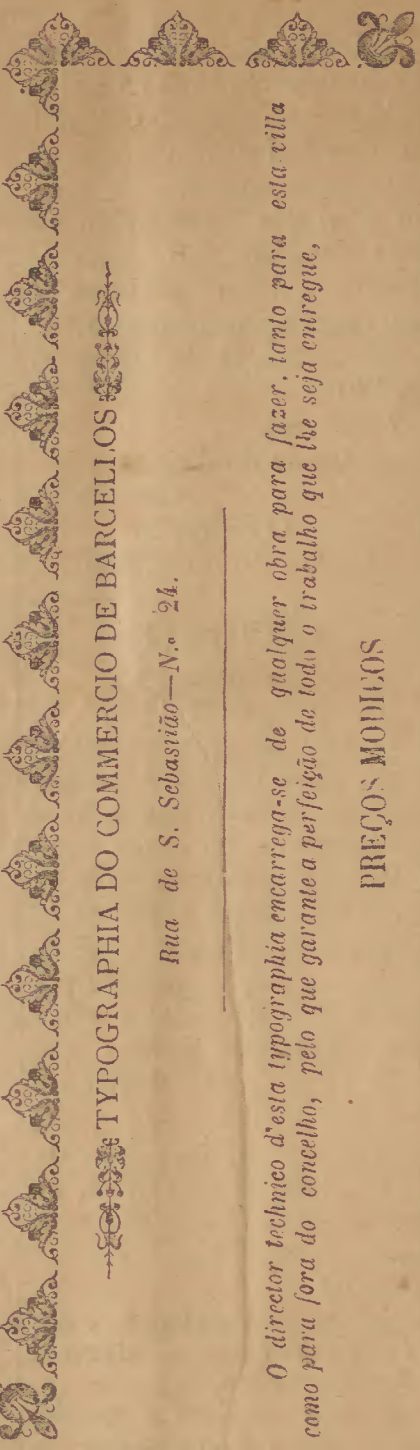 TYPOGRAPHIA DO COMMERCIO DE BARCELLOS
Rua de S. Sebastião—N.º 24.
O director technico d'esta typographia encarrega-se de qualquer obra para fazer, tanto para esta villa
como para fora do concelho, pelo que garante a perfeição de todo o trabalho que lhe seja entregue,
PREÇOS MODICOS